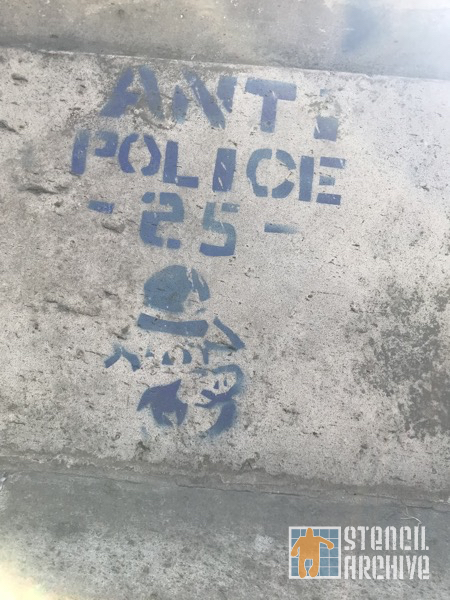 ANTI
POLICE
-25-
STENCIL
ARCHIVE